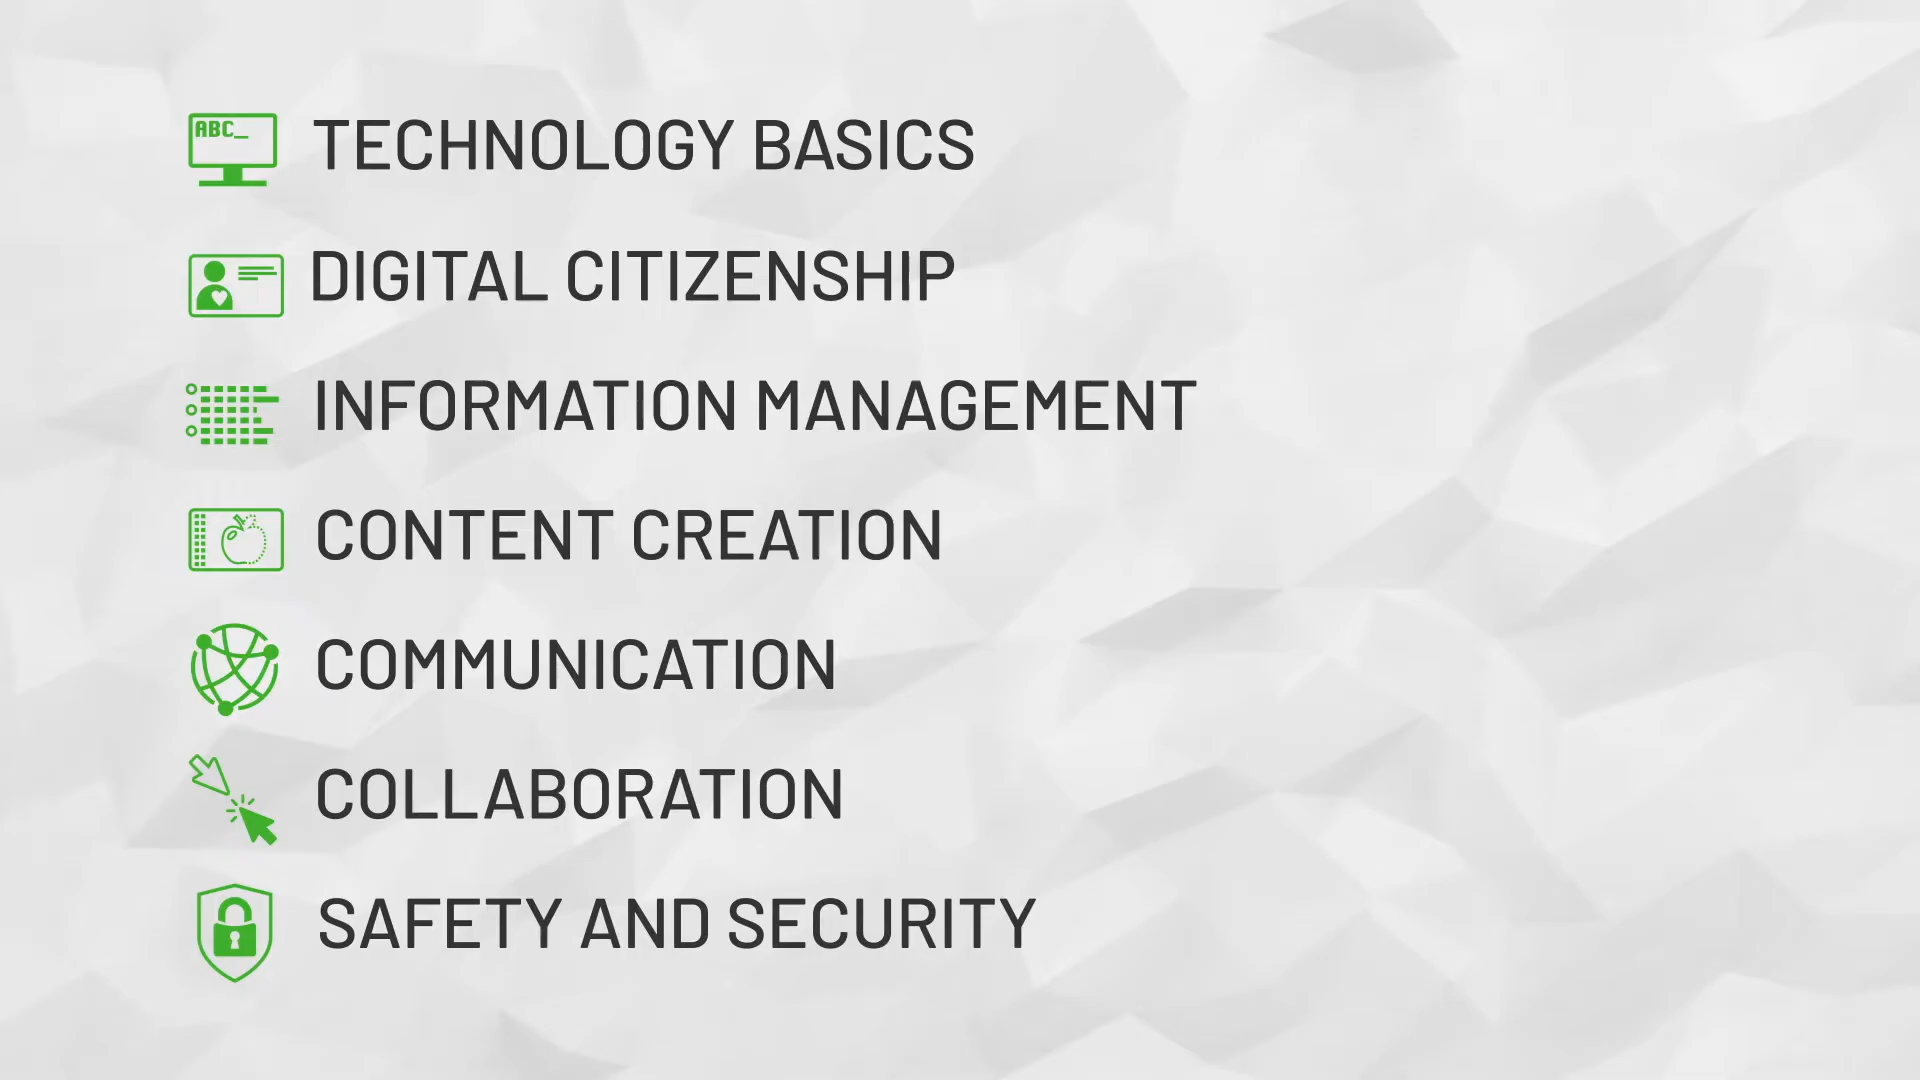 ABC_
TECHNOLOGY BASICS
DIGITAL CITIZENSHIP
INFORMATION MANAGEMENT
CONTENT CREATION
COMMUNICATION
COLLABORATION
SAFETY AND SECURITY